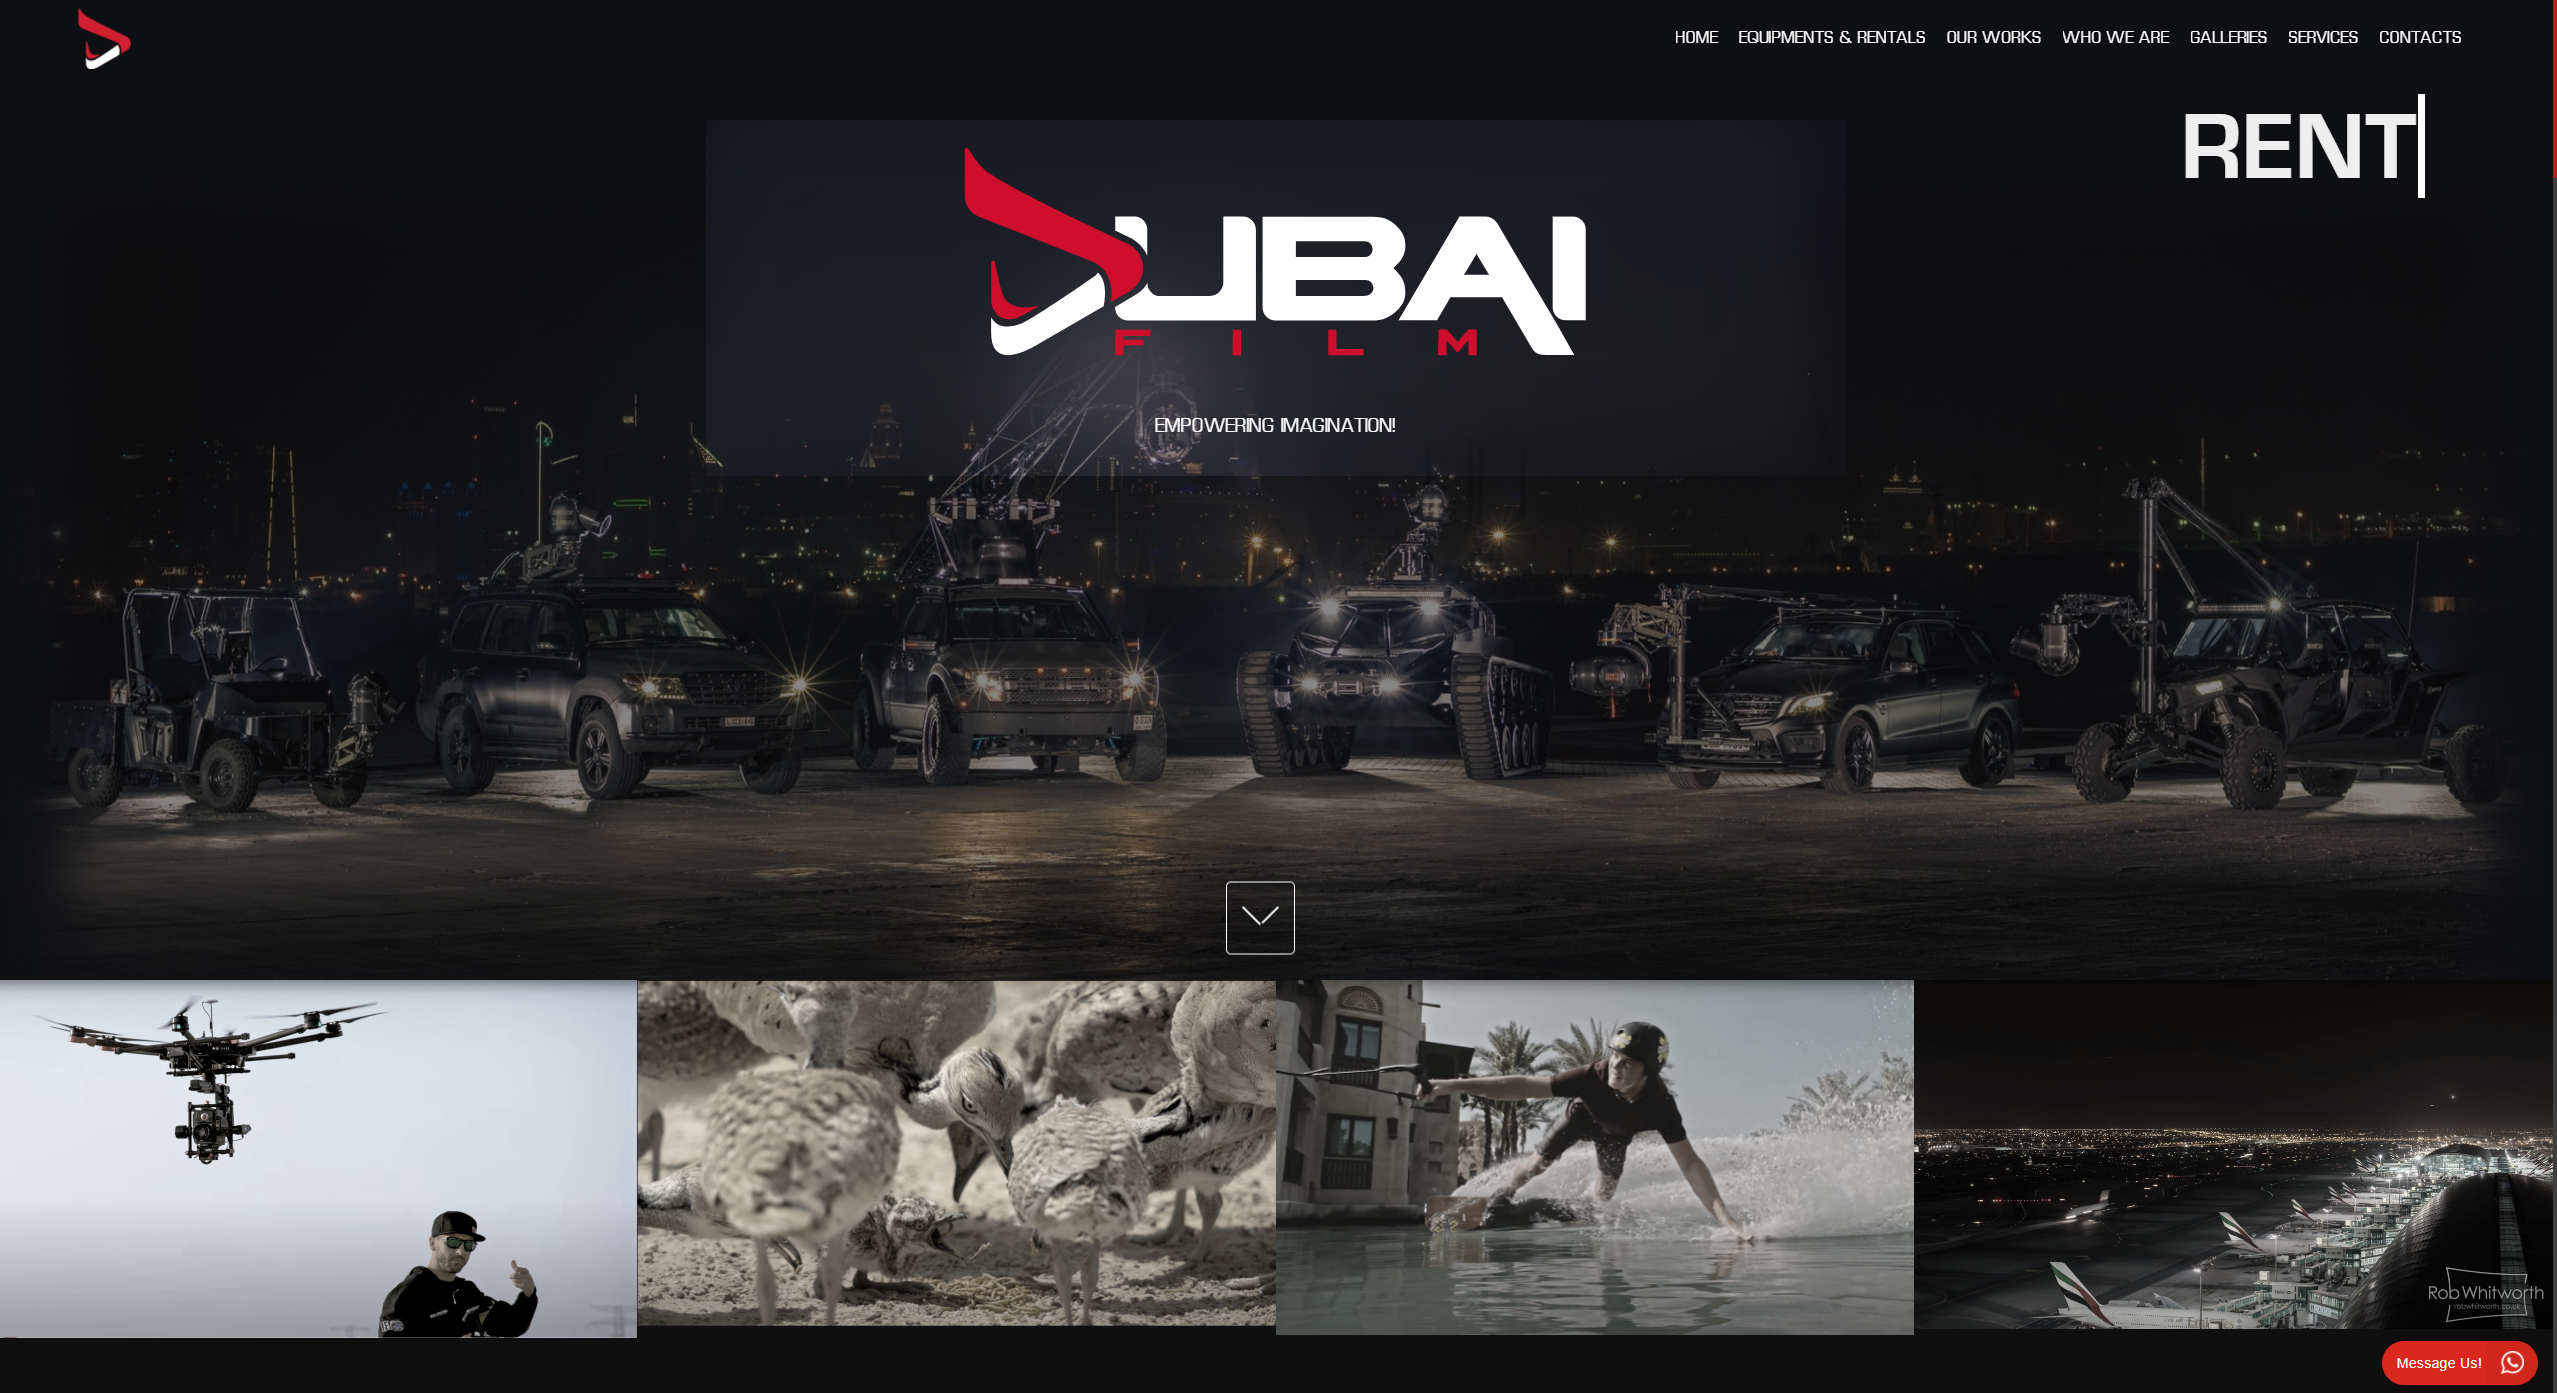 HOME EQUIPMENTS & RENTALS OUR WORKS WHO WE ARE GALLERIES SERVICES CONTACTS
RENT
DUBAI
FILM
EMPOWERING IMAGINATION!
Rob Whitworth
robwhitworth.co.uk
Message Us!